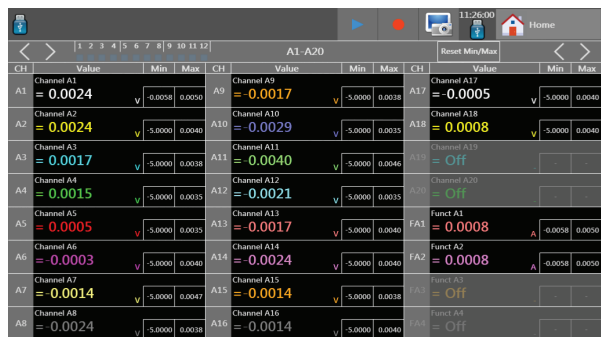 11:26:00
Home
1 2 3 4 5 6 7 8 9 10 11 12
A1-A20
Reset Min/Max
CH Value Min Max CH Value Min Max CH Value Min Max
Channel A1 Channel A9 Channel A17
A1 = 0.0024 V -0.0058 0.0050 A9 =-0.0017 V -5.0000 0.0038 A17 =-0.0005 V -5.0000 0.0040
Channel A2 Channel A10 Channel A18
A2 = 0.0024 V -5.0000 0.0040 A10 =-0.0029 V -5.0000 0.0035 A18 = 0.0008 V -5.0000 0.0040
Channel A3 Channel A11 Channel A19
A3 = 0.0017 V -5.0000 0.0038 A11 =-0.0040 V -5.0000 0.0046 A19 = Off - -
Channel A4 Channel A12 Channel A20
A4 = 0.0015 V -5.0000 0.0035 A12 =-0.0021 V -5.0000 0.0035 A20 = Off - -
Channel A5 Channel A13 Funct A1
A5 = 0.0005 V -5.0000 0.0035 A13 =-0.0017 V -5.0000 0.0040 FA1 = 0.0008 A -0.0058 0.0050
Channel A6 Channel A14 Funct A2
A6 =-0.0003 V -5.0000 0.0040 A14 =-0.0024 V -5.0000 0.0040 FA2 = 0.0008 A -0.0058 0.0050
Channel A7 Channel A15 Funct A3
A7 =-0.0014 V -5.0000 0.0047 A15 =-0.0014 V -5.0000 0.0038 FA3 = Off - -
Channel A8 Channel A16 Funct A4
A8 =-0.0024 V -5.0000 0.0038 A16 =-0.0014 V -5.0000 0.0040 FA4 = Off - -